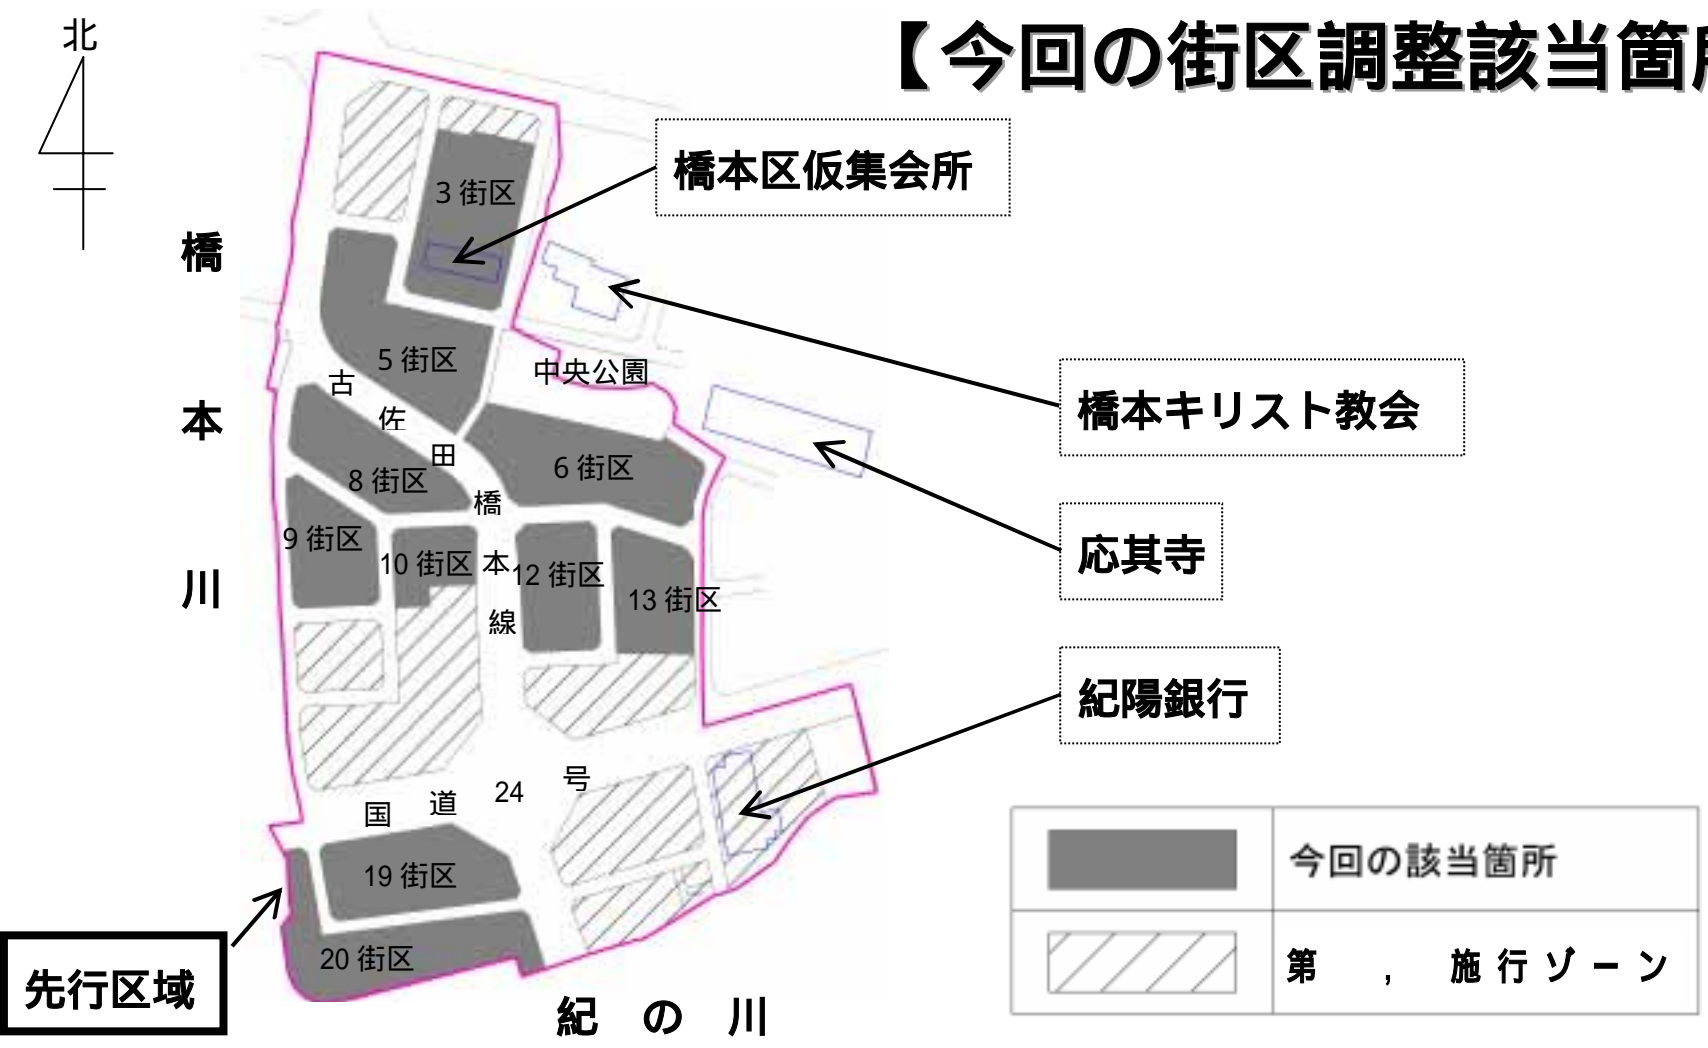 【今回の街区調整該当箇
北
橋本区仮集会所
3 街区
橋
本
川
5 街区
中央公園
古
佐
田
橋
本
線
橋本キリスト教会
6 街区
8 街区
9 街区
10 街区
12 街区
13 街区
応其寺
紀陽銀行
国 道 24 号
19 街区
20 街区
先行区域
紀 の 川
今回の該当箇所
第 , 施行ゾーン